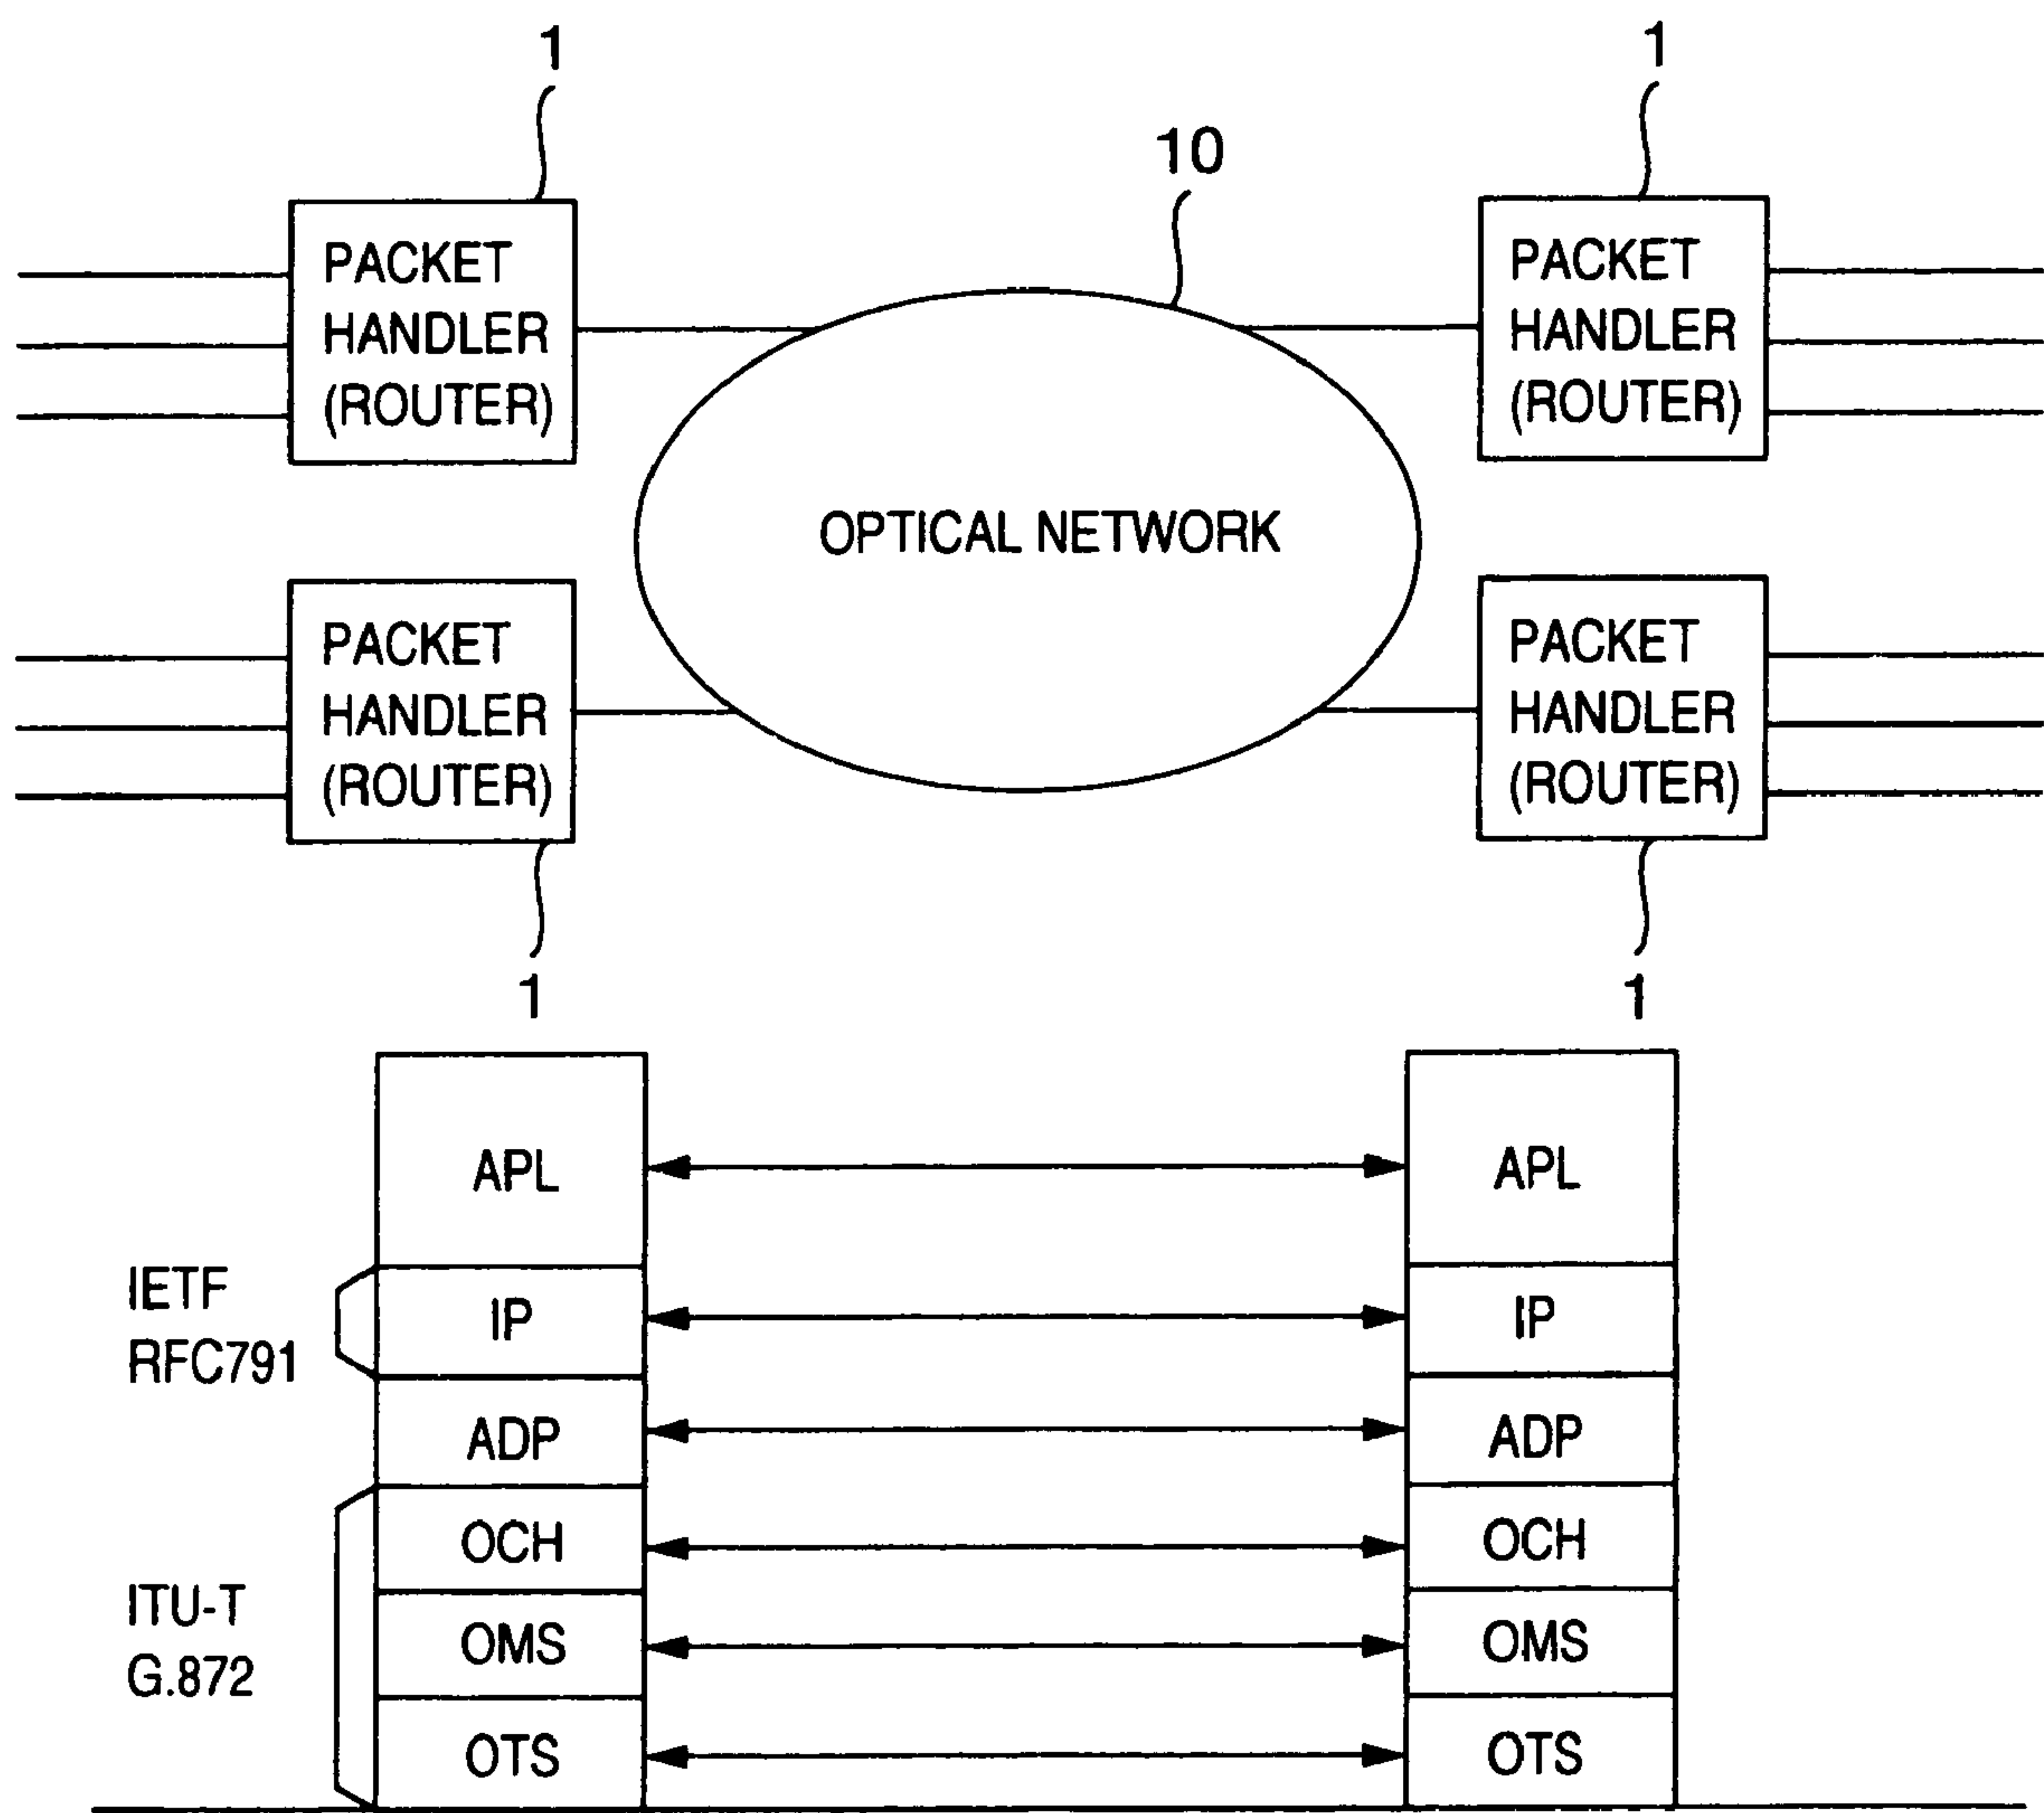 1
1
10
PACKET
HANDLER
(ROUTER)
PACKET
HANDLER
(ROUTER)
OPTICAL NETWORK
PACKET
HANDLER
(ROUTER)
PACKET
HANDLER
(ROUTER)
1
1
APL
APL
IETF
RFC791
IP
IP
ADP
ADP
OCH
OCH
ITU-T
G.872
OMS
OMS
OTS
OTS